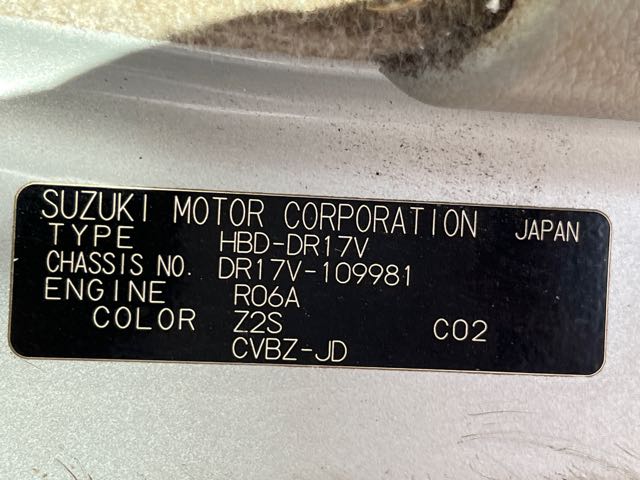 SUZUKI MOTOR CORPORATION JAPAN
TYPE HBD-DR17V
CHASSIS NO. DR17V-109981
ENGINE R06A
COLOR Z2S C02
CVBZ-JD